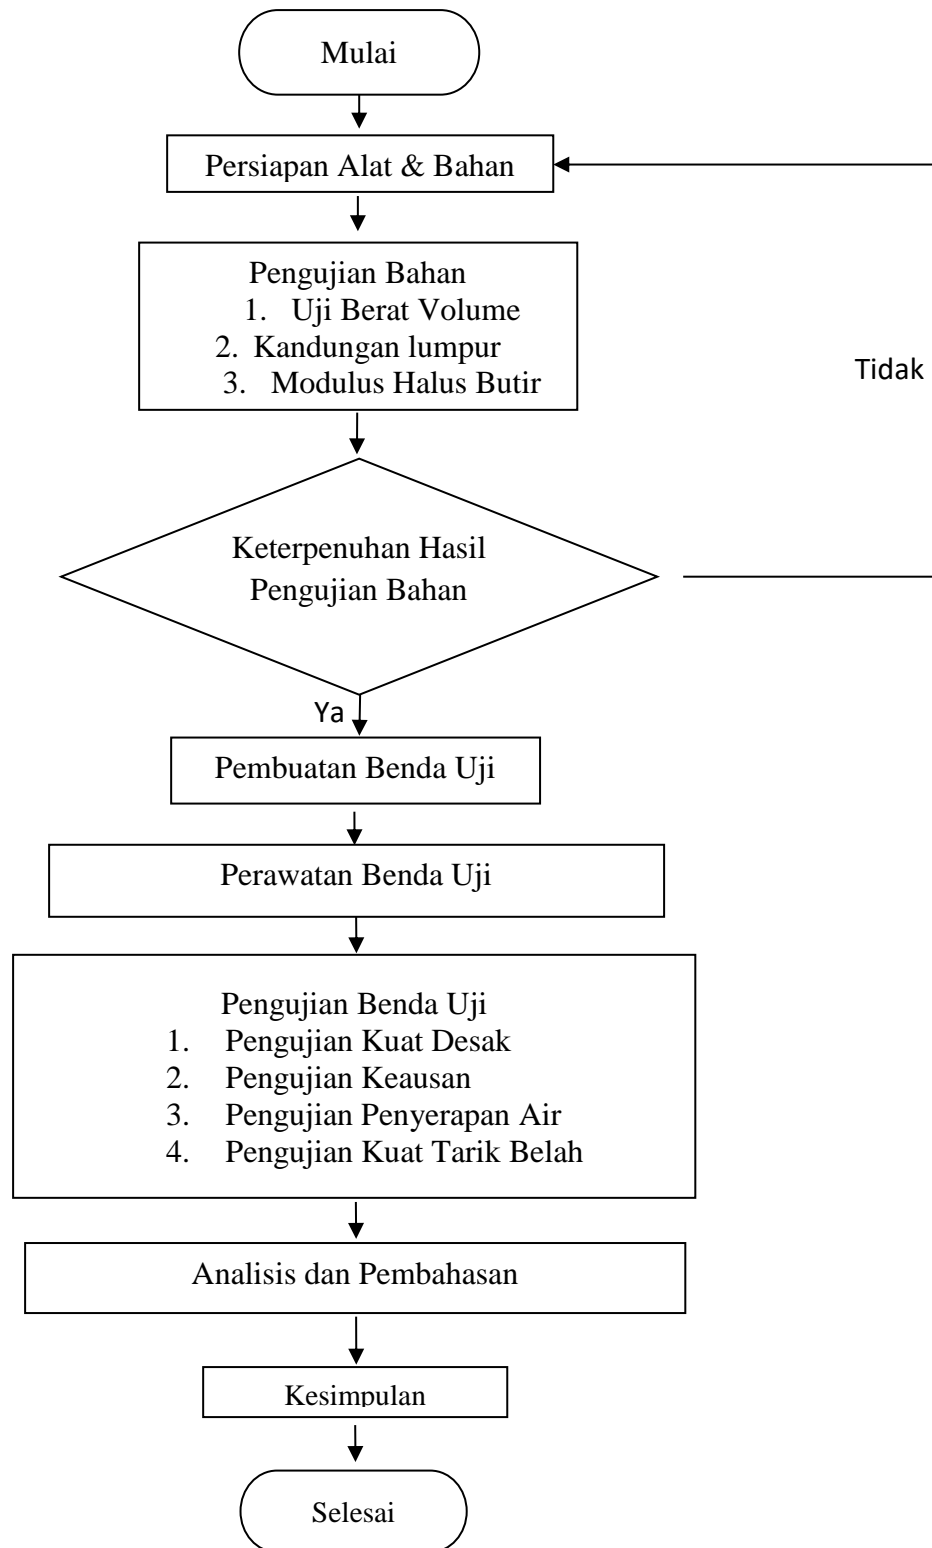 Mulai
Persiapan Alat & Bahan
Pengujian Bahan
1. Uji Berat Volume
2. Kandungan lumpur
3. Modulus Halus Butir
Tidak
Keterpenuhan Hasil
Pengujian Bahan
Ya
Pembuatan Benda Uji
Perawatan Benda Uji
Pengujian Benda Uji
1. Pengujian Kuat Desak
2. Pengujian Keausan
3. Pengujian Penyerapan Air
4. Pengujian Kuat Tarik Belah
Analisis dan Pembahasan
Kesimpulan
Selesai